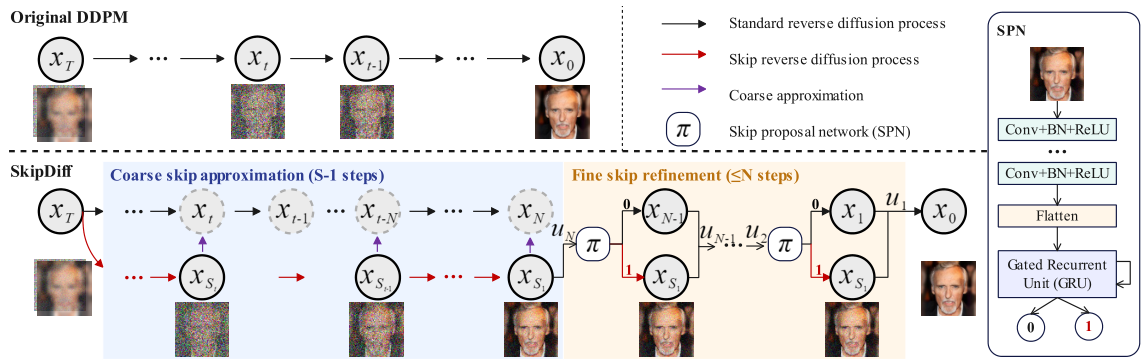 Original DDPM
x_T ··· x_t x_{t-1} ··· x_0
Standard reverse diffusion process
Skip reverse diffusion process
Coarse approximation
π Skip proposal network (SPN)
SkipDiff
Coarse skip approximation (S-1 steps)
Fine skip refinement (≤N steps)
x_T ··· x_t x_{t-1} ··· x_{t-N} ··· x_N
u_N π 0 x_{N-1} u_{N-1} ··· u_2 π 0 x_1 u_1 x_0
··· x_{S_t} x_{S_{t-1}} ··· x_{S_1} 1 x_{S_1} 1 x_{S_1}
SPN
Conv+BN+ReLU
···
Conv+BN+ReLU
Flatten
Gated Recurrent
Unit (GRU)
0 1